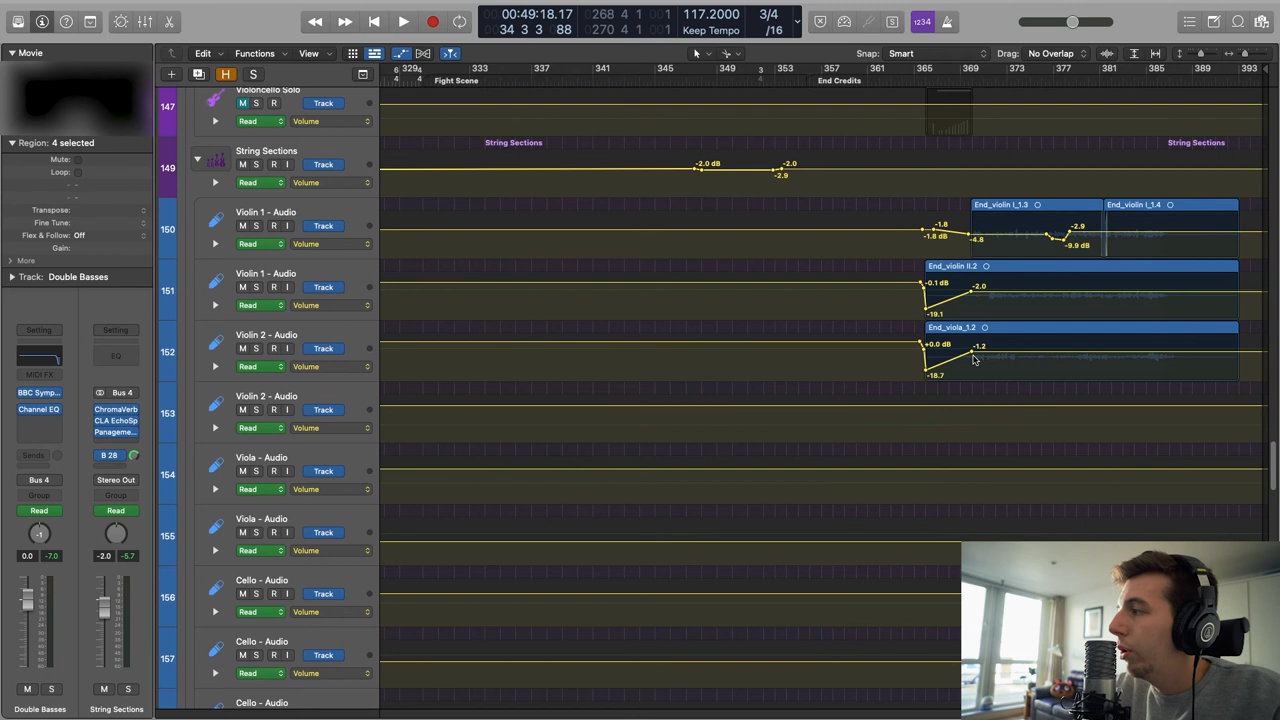 00:49:18.17
34 3 3 88
268 4 1 001
270 4 1 001
117.2000
Keep Tempo
3/4
/16
1234
Movie
Edit Functions View
Snap: Smart
Drag: No Overlap
H S
329 333 337 341 345 349 353 357 361 365 369 373 377 381 385 389 393
Fight Scene
End Credits
Region: 4 selected
Mute:
Loop:
Transpose:
Fine Tune:
Flex & Follow: Off
Gain:
More
Track: Double Basses
Setting
Setting
EQ
MIDI FX
BBC Symp...
Bus 4
Channel EQ
ChromaVerb
CLA EchoSp
Paname...
Sends
B 28
Bus 4
Stereo Out
Group
Group
Read
Read
-1
0.0 -7.0
-2.0 -5.7
M S
M S
Double Basses
String Sections
147
Violoncello Solo
M S R Track
Read Volume
149
String Sections
M S R I Track
Read Volume
String Sections
String Sections
-2.0 dB
-2.0
-2.9
150
Violin 1 - Audio
M S R I Track
Read Volume
End_violin I_1.3
End_violin I_1.4
-1.8
-1.8 dB
-4.8
-2.9
-9.9 dB
151
Violin 1 - Audio
M S R I Track
Read Volume
End_violin II.2
-0.1 dB
-2.0
-19.1
152
Violin 2 - Audio
M S R I Track
Read Volume
End_viola_1.2
+0.0 dB
-1.2
-18.7
153
Violin 2 - Audio
M S R I Track
Read Volume
154
Viola - Audio
M S R I Track
Read Volume
155
Viola - Audio
M S R I Track
Read Volume
156
Cello - Audio
M S R I Track
Read Volume
157
Cello - Audio
M S R I Track
Read Volume
Cello - Audio